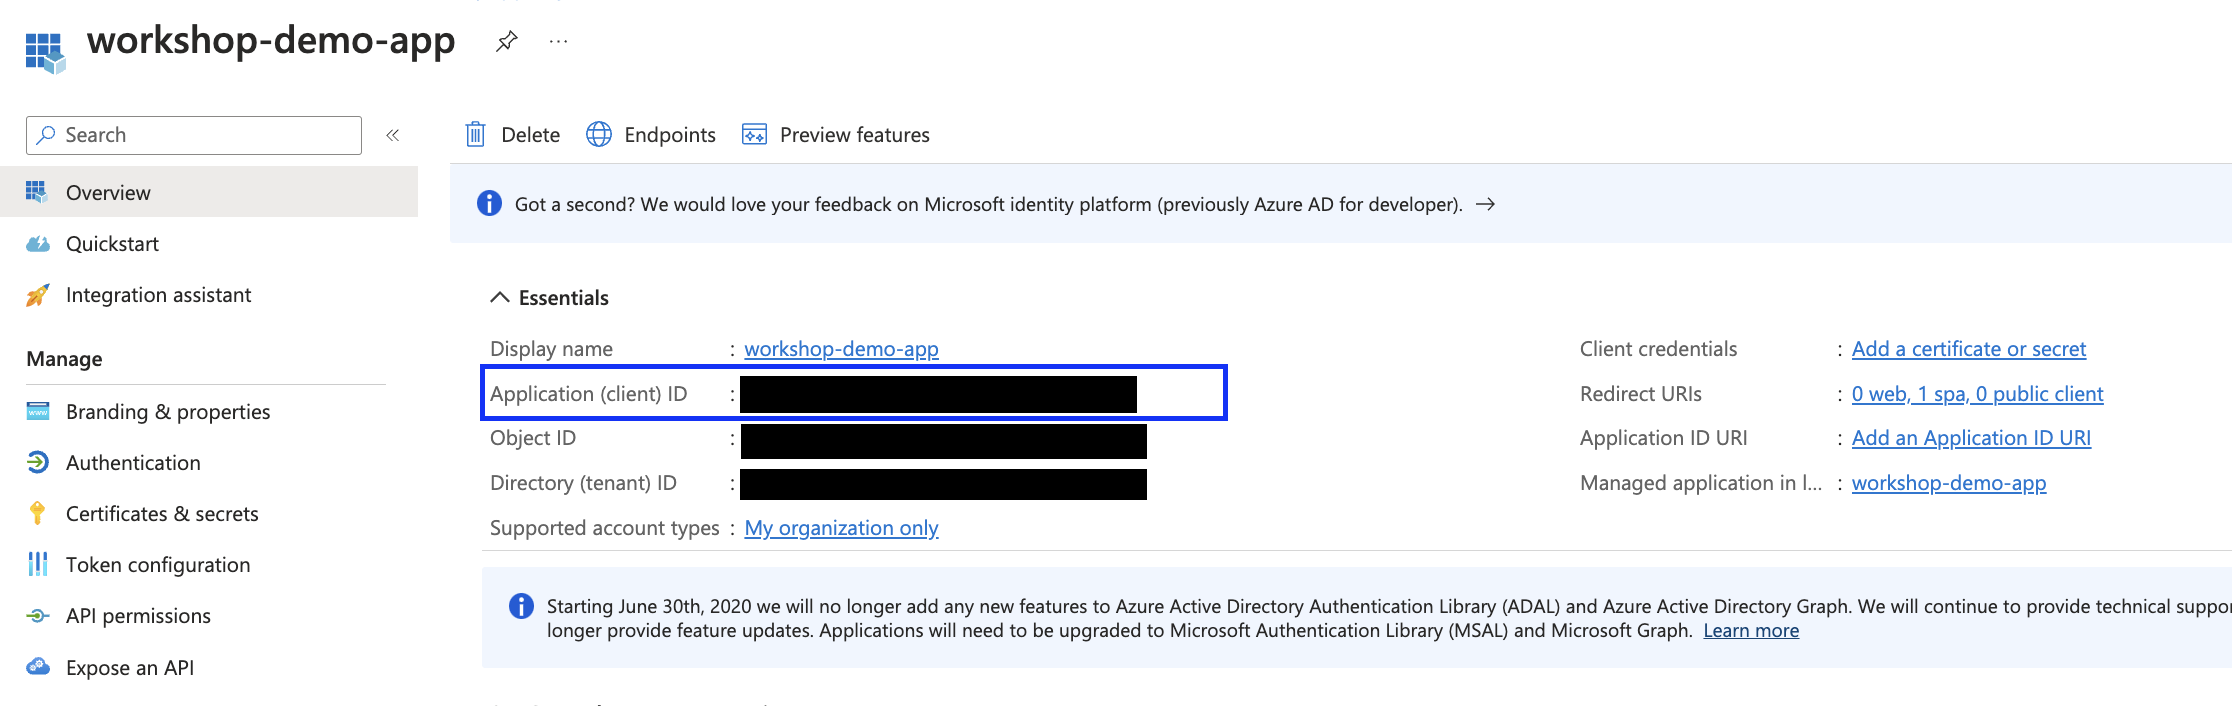 workshop-demo-app
Search
Delete
Endpoints
Preview features
Overview
Got a second? We would love your feedback on Microsoft identity platform (previously Azure AD for developer). →
Quickstart
Integration assistant
Essentials
Manage
Display name : workshop-demo-app
Client credentials : Add a certificate or secret
Application (client) ID :
Redirect URIs : 0 web, 1 spa, 0 public client
Branding & properties
Object ID :
Application ID URI : Add an Application ID URI
Authentication
Directory (tenant) ID :
Managed application in l... : workshop-demo-app
Certificates & secrets
Supported account types : My organization only
Token configuration
API permissions
Starting June 30th, 2020 we will no longer add any new features to Azure Active Directory Authentication Library (ADAL) and Azure Active Directory Graph. We will continue to provide technical
longer provide feature updates. Applications will need to be upgraded to Microsoft Authentication Library (MSAL) and Microsoft Graph. Learn more
Expose an API